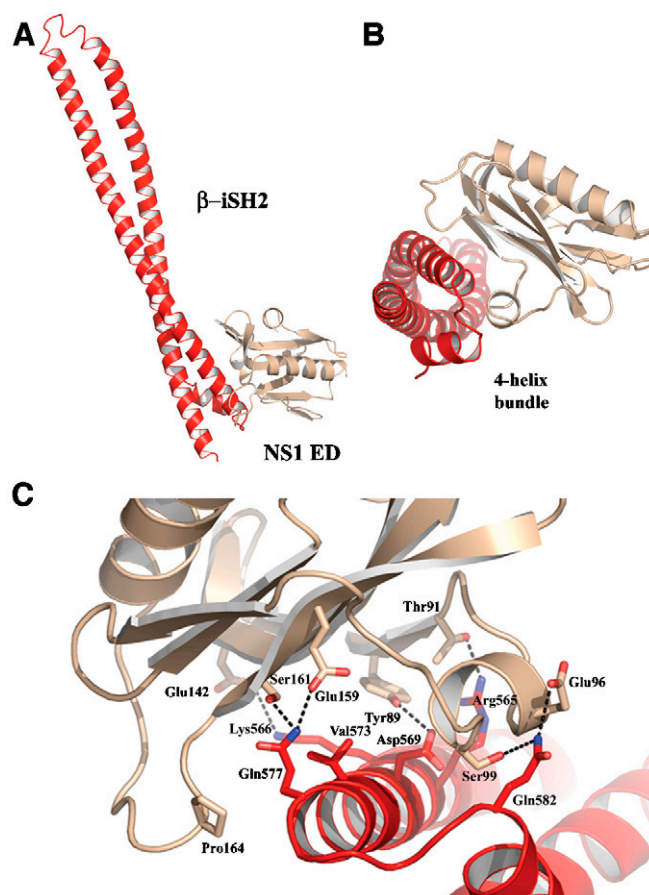 A
B
β-iSH2
4-helix
bundle
NS1 ED
C
Thr91
Glu142
Ser161
Glu159
Glu96
Arg565
Lys566
Val573
Tyr89
Asp569
Gln577
Ser99
Gln582
Pro164